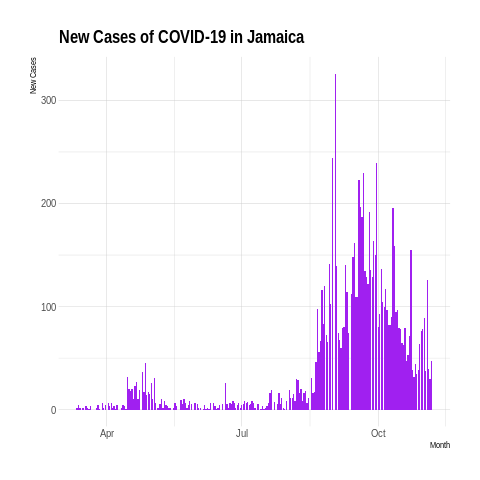 New Cases of COVID-19 in Jamaica
New Cases
300
200
100
0
Apr
Jul
Oct
Month